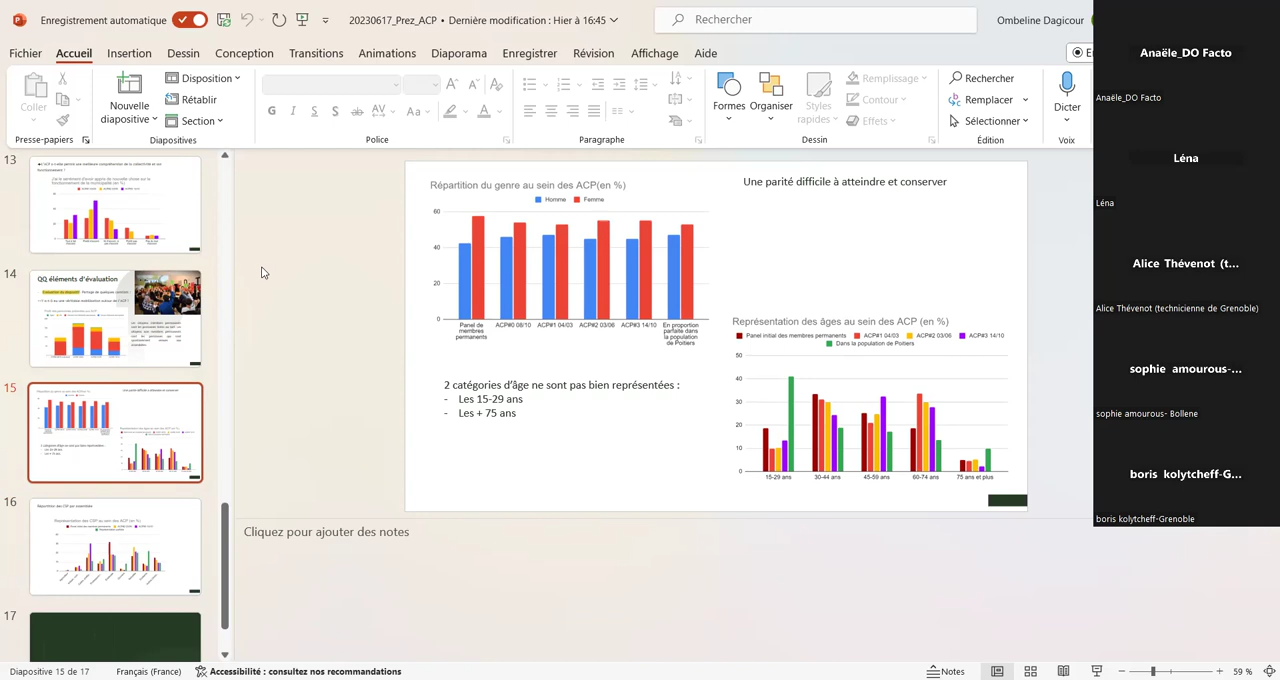 Enregistrement automatique
20230617_Prez_ACP • Dernière modification : Hier à 16:45
Rechercher
Ombeline Dagicour
Fichier
Accueil
Insertion
Dessin
Conception
Transitions
Animations
Diaporama
Enregistrer
Révision
Affichage
Aide
Coller
Nouvelle
diapositive
Disposition
Rétablir
Section
Formes
Organiser
Styles
rapides
Remplissage
Contour
Effets
Rechercher
Remplacer
Sélectionner
Dicter
Presse-papiers
Diapositives
Police
Paragraphe
Dessin
Édition
Voix
13
14
QQ éléments d'évaluation
15
16
17
Répartition du genre au sein des ACP(en %)
Homme Femme
60
40
20
0
Panel de
membres
permanents
ACP#0 08/10
ACP#1 04/03
ACP#2 03/06
ACP#3 14/10
En proportion
parfaite dans
la population
de Poitiers
Une parité difficile à atteindre et conserver
2 catégories d'âge ne sont pas bien représentées :
- Les 15-29 ans
- Les + 75 ans
Représentation des âges au sein des ACP (en %)
Panel initial des membres permanents ACP#1 04/03 ACP#2 03/06 ACP#3 14/10
Dans la population de Poitiers
50
40
30
20
10
0
15-29 ans
30-44 ans
45-59 ans
60-74 ans
75 ans et plus
Cliquez pour ajouter des notes
Anaële_DO Facto
Anaële_DO Facto
Léna
Léna
Alice Thévenot (t...
Alice Thévenot (technicienne de Grenoble)
sophie amourous-...
sophie amourous- Bollene
boris kolytcheff-G...
boris kolytcheff-Grenoble
Diapositive 15 de 17
Français (France)
Accessibilité : consultez nos recommandations
Notes
59 %